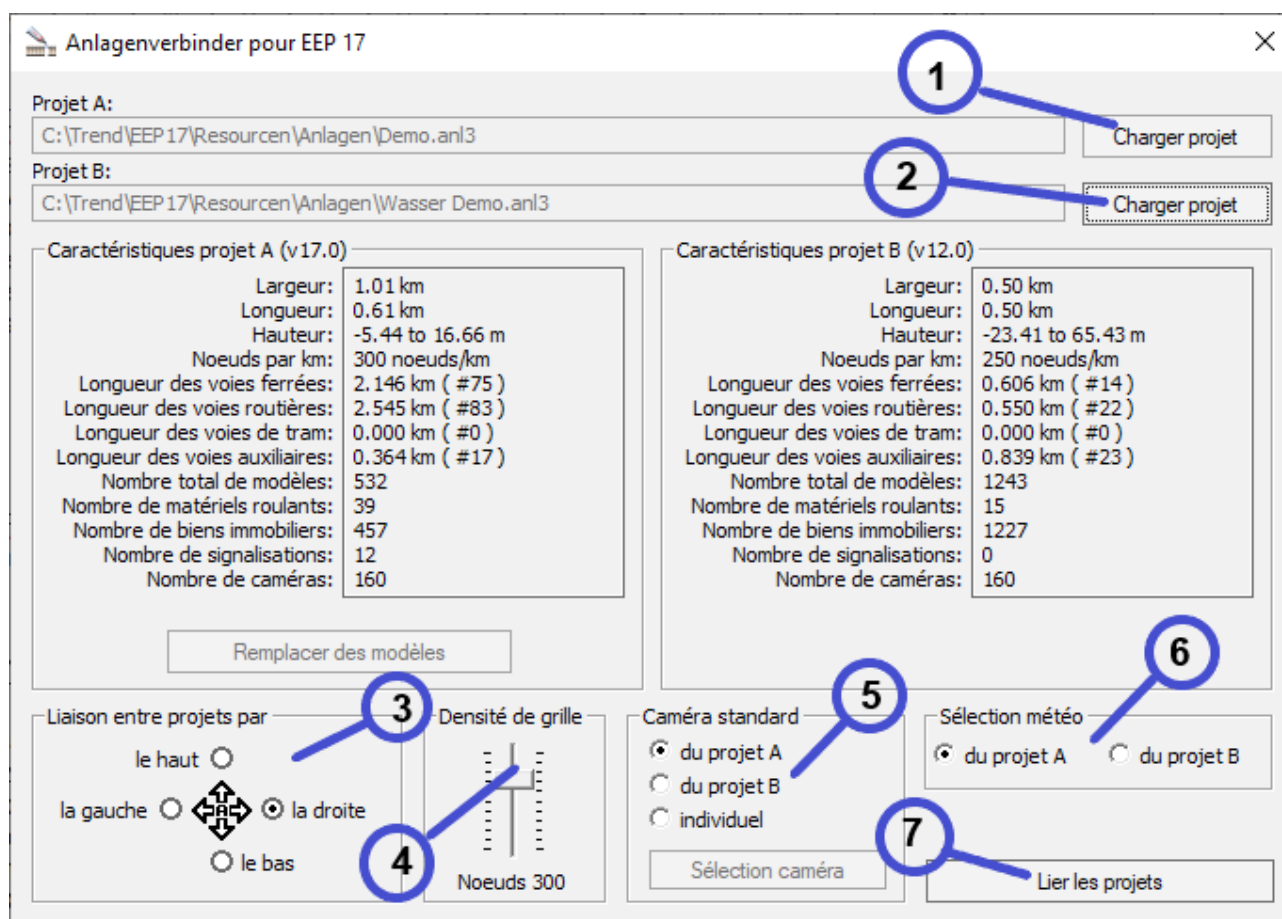 Anlagenverbinder pour EEP 17
1
Projet A:
C:\Trend\EEP17\Resourcen\Anlagen\Demo.anl3
Charger projet
Projet B:
2
C:\Trend\EEP17\Resourcen\Anlagen\Wasser Demo.anl3
Charger projet
Caractéristiques projet A (v17.0)
Largeur: 1.01 km
Longueur: 0.61 km
Hauteur: -5.44 to 16.66 m
Noeuds par km: 300 noeuds/km
Longueur des voies ferrées: 2.146 km ( #75 )
Longueur des voies routières: 2.545 km ( #83 )
Longueur des voies de tram: 0.000 km ( #0 )
Longueur des voies auxiliaires: 0.364 km ( #17 )
Nombre total de modèles: 532
Nombre de matériels roulants: 39
Nombre de biens immobiliers: 457
Nombre de signalisations: 12
Nombre de caméras: 160
Remplacer des modèles
Caractéristiques projet B (v12.0)
Largeur: 0.50 km
Longueur: 0.50 km
Hauteur: -23.41 to 65.43 m
Noeuds par km: 250 noeuds/km
Longueur des voies ferrées: 0.606 km ( #14 )
Longueur des voies routières: 0.550 km ( #22 )
Longueur des voies de tram: 0.000 km ( #0 )
Longueur des voies auxiliaires: 0.839 km ( #23 )
Nombre total de modèles: 1243
Nombre de matériels roulants: 15
Nombre de biens immobiliers: 1227
Nombre de signalisations: 0
Nombre de caméras: 160
6
Liaison entre projets par
3
le haut
la gauche
A
la droite
le bas
Densité de grille
4
Noeuds 300
Caméra standard
5
du projet A
du projet B
individuel
Sélection caméra
Sélection météo
du projet A
du projet B
7
Lier les projets